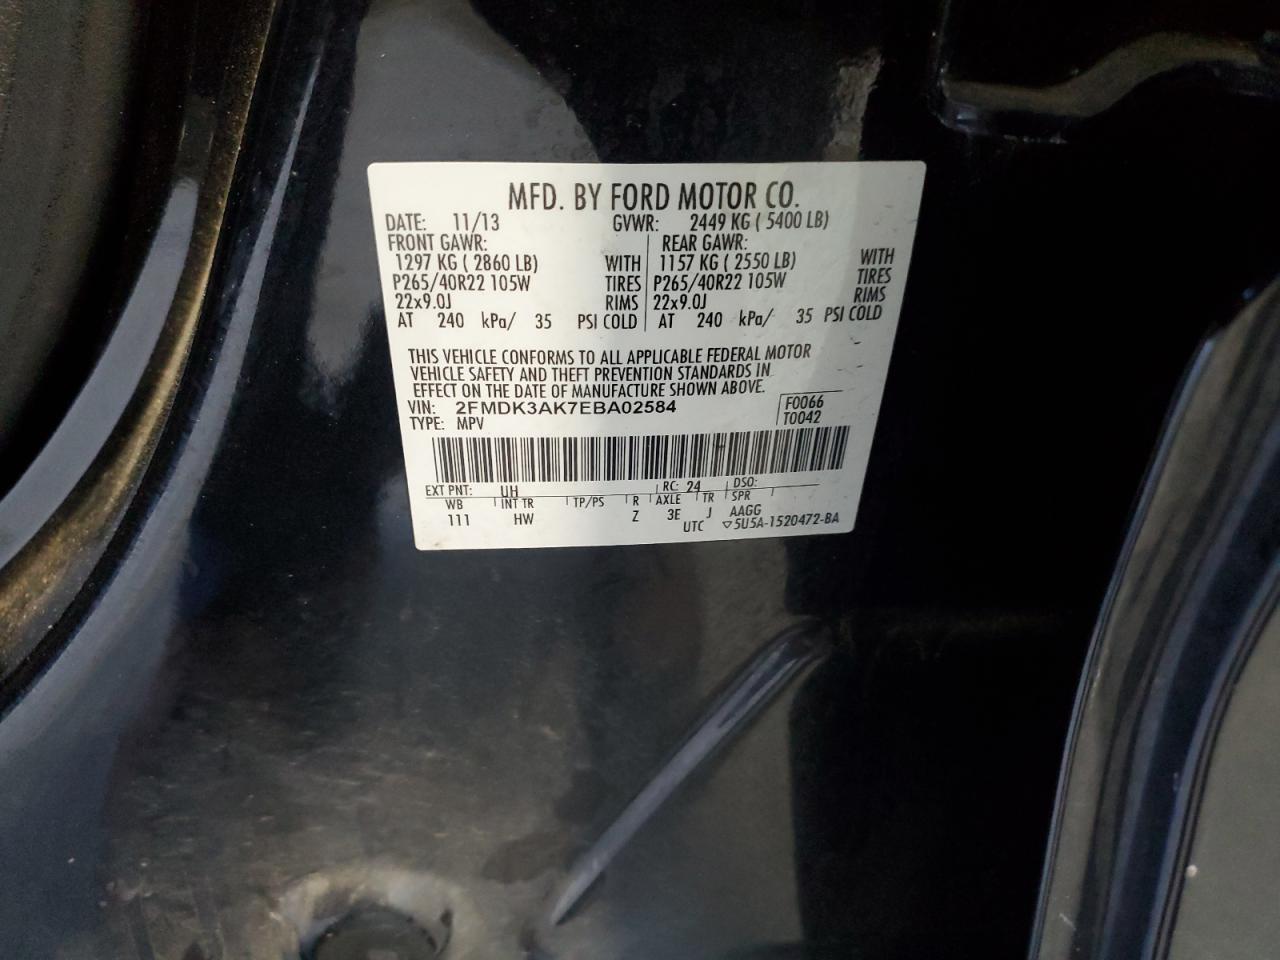 MFD. BY FORD MOTOR CO.
DATE: 11/13 GVWR: 2449 KG ( 5400 LB)
FRONT GAWR: REAR GAWR:
1297 KG ( 2860 LB) WITH 1157 KG ( 2550 LB) WITH
P265/40R22 105W TIRES P265/40R22 105W TIRES
22x9.0J RIMS 22x9.0J RIMS
AT 240 kPa/ 35 PSI COLD AT 240 kPa/ 35 PSI COLD
THIS VEHICLE CONFORMS TO ALL APPLICABLE FEDERAL MOTOR
VEHICLE SAFETY AND THEFT PREVENTION STANDARDS IN
EFFECT ON THE DATE OF MANUFACTURE SHOWN ABOVE.
VIN: 2FMDK3AK7EBA02584 F0066
TYPE: MPV T0042
EXT PNT: UH RC: 24 DSO:
WB INT TR TP/PS R AXLE TR SPR
111 HW Z 3E J AAGG
UTC ▽5U5A-1520472-BA